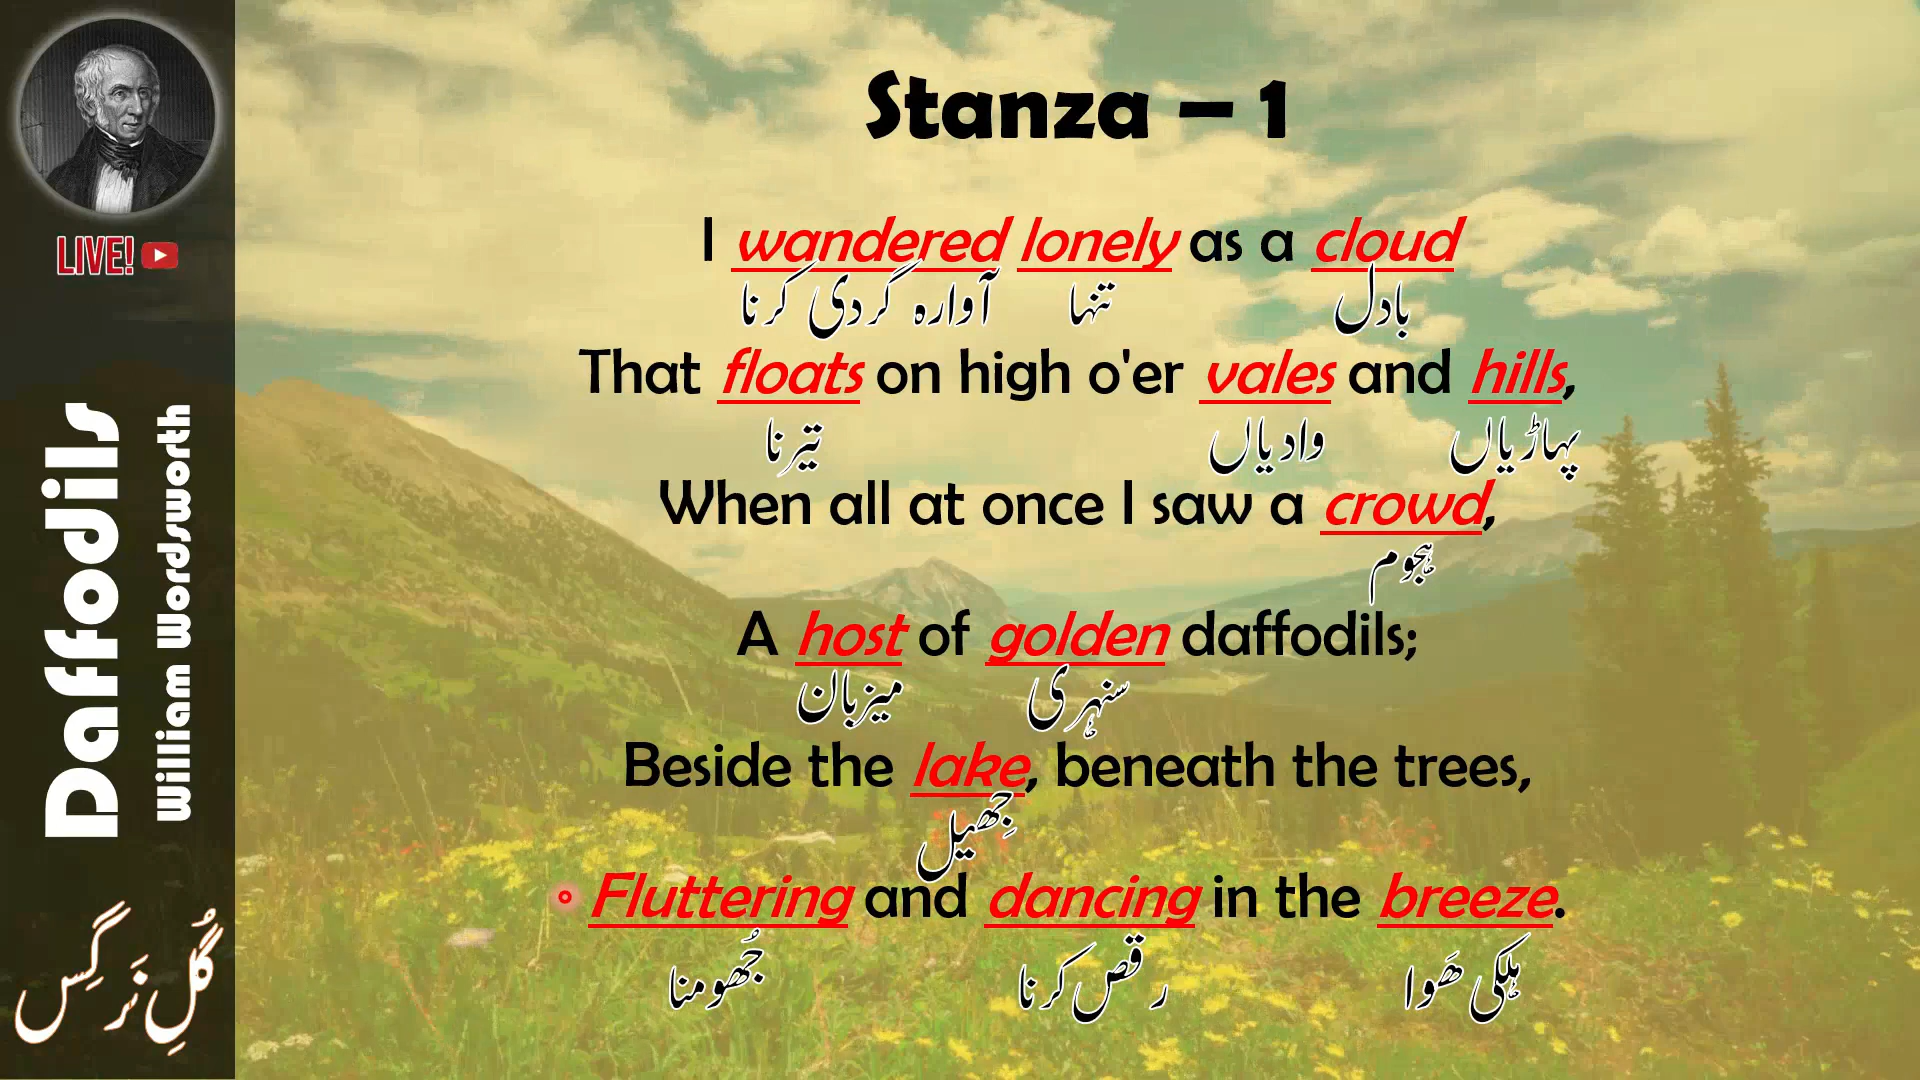 Stanza – 1
I wandered lonely as a cloud
آوارہ گردی کرنا تنہا بادل
That floats on high o'er vales and hills,
تیرنا وادیاں پہاڑیاں
When all at once I saw a crowd,
ہجوم
A host of golden daffodils;
میزبان سنہری
Beside the lake, beneath the trees,
جِھیل
Fluttering and dancing in the breeze.
جُھومنا رقص کرنا ہلکی ھَوا
LIVE!
Daffodils
William Wordsworth
گُلِ نَرگِس